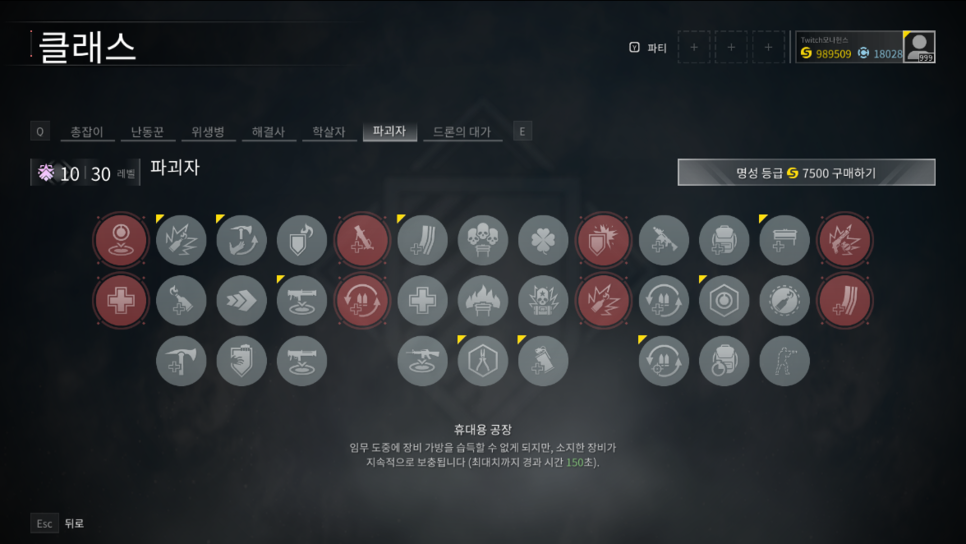 클래스
Y 파티
Twitch모나민스
989509 18028
999
Q 총잡이 난동꾼 위생병 해결사 학살자 파괴자 드론의 대가 E
10 30 레벨 파괴자
명성 등급 7500 구매하기
휴대용 공장
임무 도중에 장비 가방을 습득할 수 없게 되지만, 소지한 장비가
지속적으로 보충됩니다 (최대치까지 경과 시간 150초).
Esc 뒤로